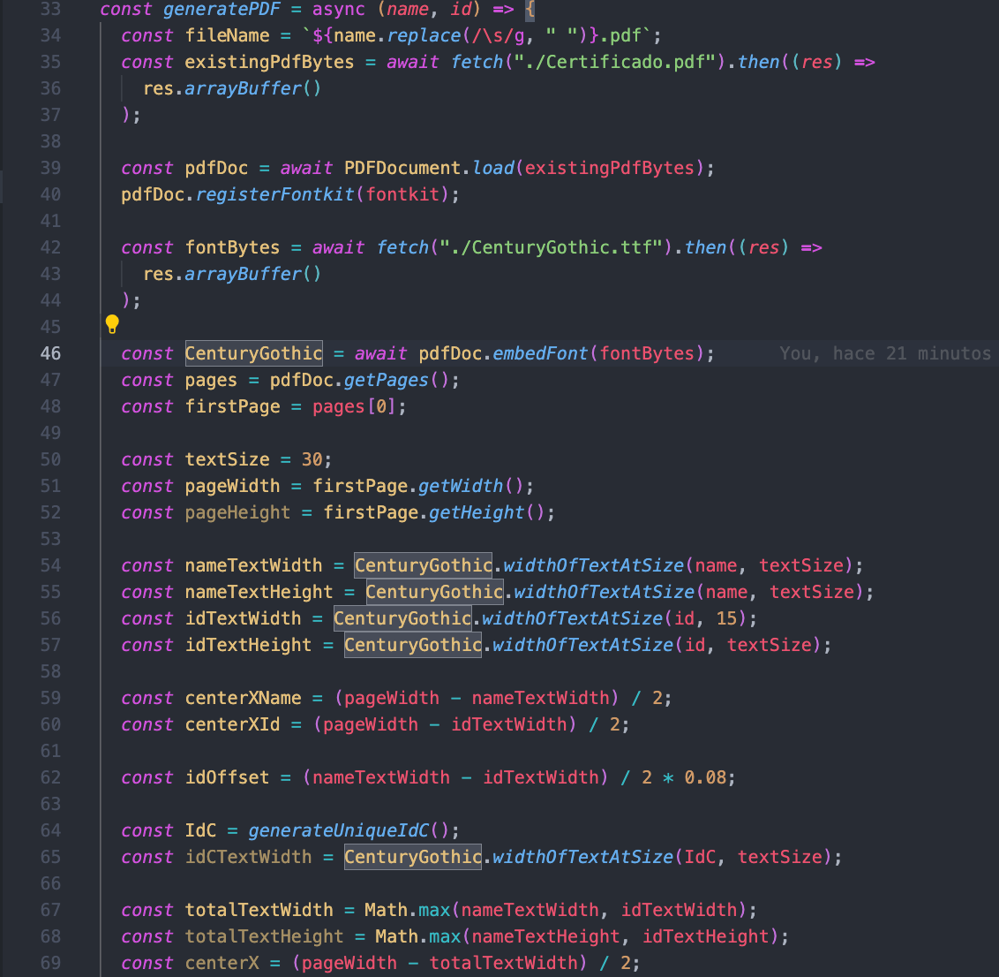 33 const generatePDF = async (name, id) => {
34 const fileName = `${name.replace(/\s/g, " ")}.pdf`;
35 const existingPdfBytes = await fetch("./Certificado.pdf").then((res) =>
36 res.arrayBuffer()
37 );
38
39 const pdfDoc = await PDFDocument.load(existingPdfBytes);
40 pdfDoc.registerFontkit(fontkit);
41
42 const fontBytes = await fetch("./CenturyGothic.ttf").then((res) =>
43 res.arrayBuffer()
44 );
45
46 const CenturyGothic = await pdfDoc.embedFont(fontBytes); You, hace 21 minutos
47 const pages = pdfDoc.getPages();
48 const firstPage = pages[0];
49
50 const textSize = 30;
51 const pageWidth = firstPage.getWidth();
52 const pageHeight = firstPage.getHeight();
53
54 const nameTextWidth = CenturyGothic.widthOfTextAtSize(name, textSize);
55 const nameTextHeight = CenturyGothic.widthOfTextAtSize(name, textSize);
56 const idTextWidth = CenturyGothic.widthOfTextAtSize(id, 15);
57 const idTextHeight = CenturyGothic.widthOfTextAtSize(id, textSize);
58
59 const centerXName = (pageWidth - nameTextWidth) / 2;
60 const centerXId = (pageWidth - idTextWidth) / 2;
61
62 const idOffset = (nameTextWidth - idTextWidth) / 2 * 0.08;
63
64 const IdC = generateUniqueIdC();
65 const idCTextWidth = CenturyGothic.widthOfTextAtSize(IdC, textSize);
66
67 const totalTextWidth = Math.max(nameTextWidth, idTextWidth);
68 const totalTextHeight = Math.max(nameTextHeight, idTextHeight);
69 const centerX = (pageWidth - totalTextWidth) / 2;